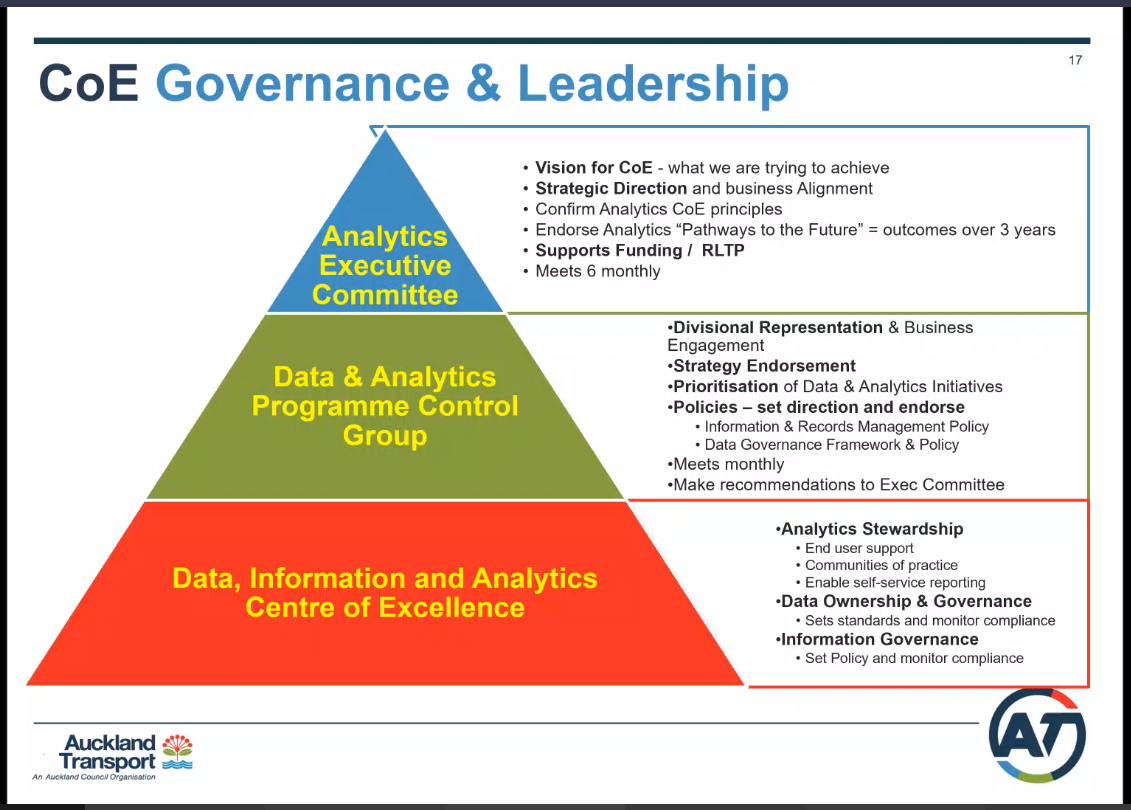 17
CoE Governance & Leadership
Analytics
Executive
Committee
• Vision for CoE - what we are trying to achieve
• Strategic Direction and business Alignment
• Confirm Analytics CoE principles
• Endorse Analytics “Pathways to the Future” = outcomes over 3 years
• Supports Funding / RLTP
• Meets 6 monthly
Data & Analytics
Programme Control
Group
•Divisional Representation & Business
Engagement
•Strategy Endorsement
•Prioritisation of Data & Analytics Initiatives
•Policies – set direction and endorse
• Information & Records Management Policy
• Data Governance Framework & Policy
•Meets monthly
•Make recommendations to Exec Committee
Data, Information and Analytics
Centre of Excellence
•Analytics Stewardship
• End user support
• Communities of practice
• Enable self-service reporting
•Data Ownership & Governance
• Sets standards and monitor compliance
•Information Governance
• Set Policy and monitor compliance
Auckland
Transport
An Auckland Council Organisation
AT